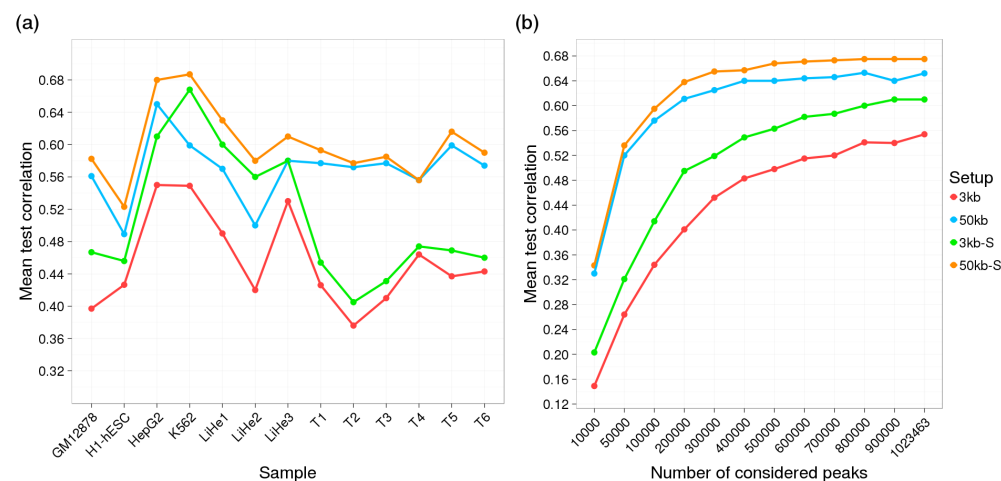 (a)
Mean test correlation
0.68
0.64
0.60
0.56
0.52
0.48
0.44
0.40
0.36
0.32
GM12878
H1-hESC
HepG2
K562
LiHe1
LiHe2
LiHe3
T1
T2
T3
T4
T5
T6
Sample
(b)
Mean test correlation
0.68
0.64
0.60
0.56
0.52
0.48
0.44
0.40
0.36
0.32
0.28
0.24
0.20
0.16
0.12
10000
50000
100000
200000
300000
400000
500000
600000
700000
800000
900000
1023463
Number of considered peaks
Setup
3kb
50kb
3kb-S
50kb-S